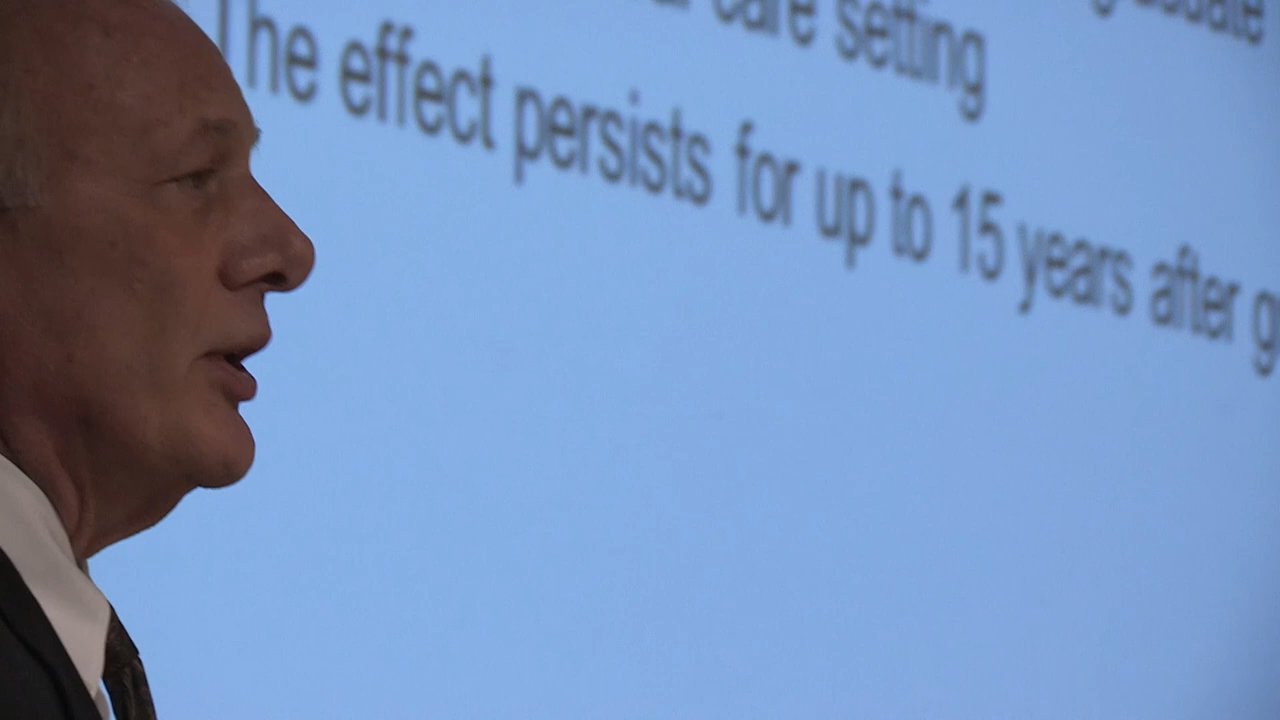 care setting
The effect persists for up to 15 years after